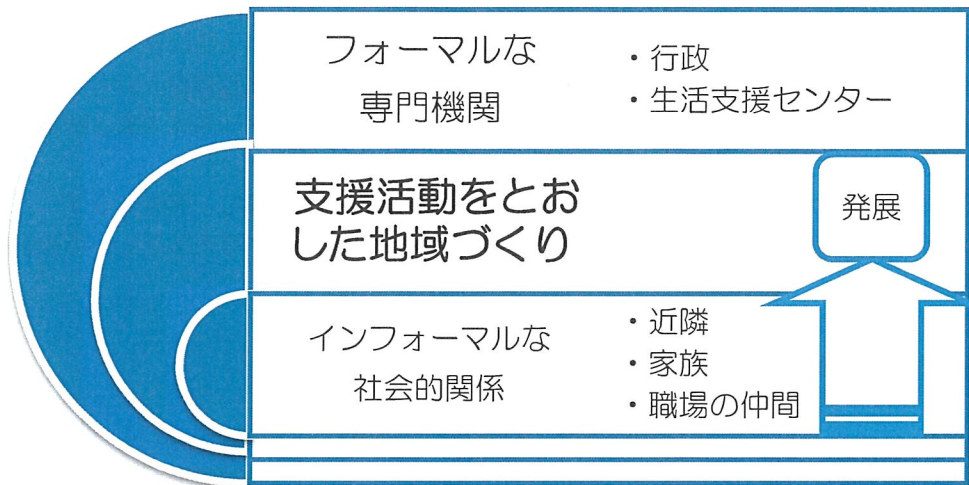 フォーマルな
専門機関
・行政
・生活支援センター
支援活動をとお
した地域づくり
発展
インフォーマルな
社会的関係
・近隣
・家族
・職場の仲間